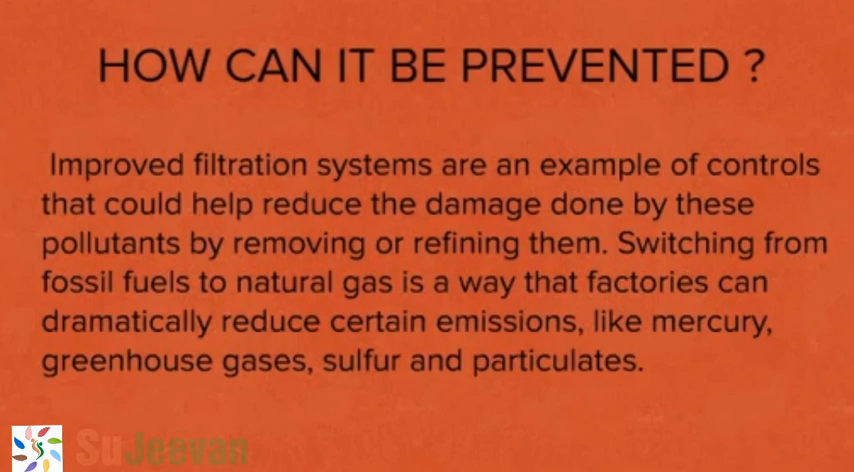 HOW CAN IT BE PREVENTED ?
Improved filtration systems are an example of controls
that could help reduce the damage done by these
pollutants by removing or refining them. Switching from
fossil fuels to natural gas is a way that factories can
dramatically reduce certain emissions, like mercury,
greenhouse gases, sulfur and particulates.
SuJeevan